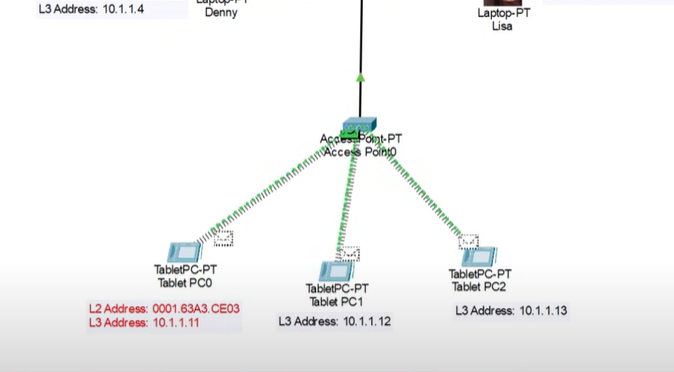 L3 Address: 10.1.1.4
Laptop-PT
Denny
Laptop-PT
Lisa
Access Point-PT
Access Point0
TabletPC-PT
Tablet PC0
L2 Address: 0001.63A3.CE03
L3 Address: 10.1.1.11
TabletPC-PT
Tablet PC1
L3 Address: 10.1.1.12
TabletPC-PT
Tablet PC2
L3 Address: 10.1.1.13